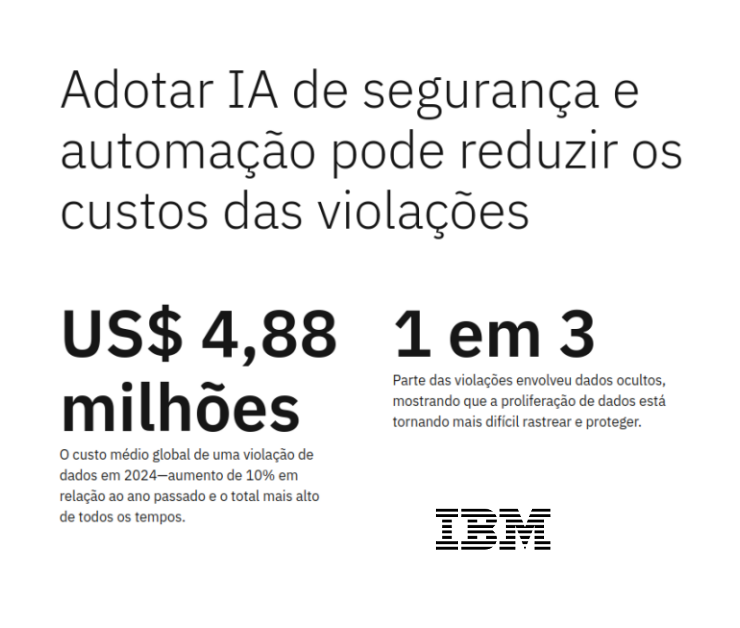 Adotar IA de segurança e
automação pode reduzir os
custos das violações
US$ 4,88
milhões
O custo médio global de uma violação de
dados em 2024—aumento de 10% em
relação ao ano passado e o total mais alto
de todos os tempos.
1 em 3
Parte das violações envolveu dados ocultos,
mostrando que a proliferação de dados está
tornando mais difícil rastrear e proteger.
IBM